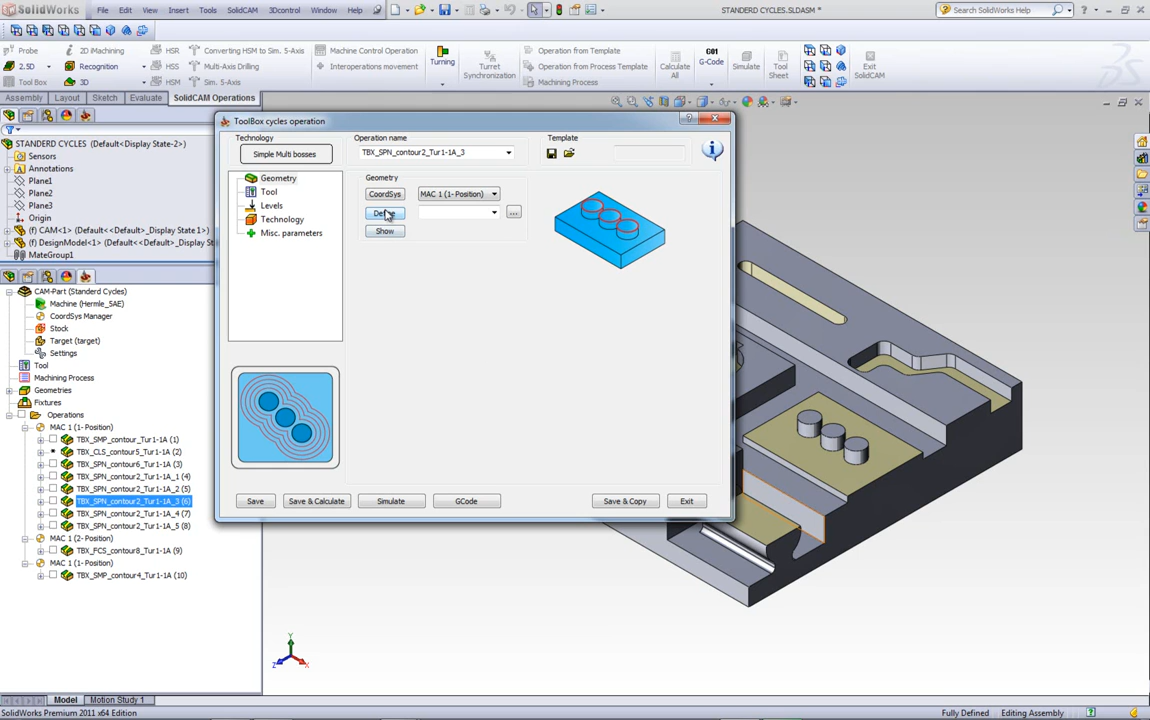 SolidWorks File Edit View Insert Tools SolidCAM 3Dcontrol Window Help STANDERD CYCLES.SLDASM * Search SolidWorks Help
Probe 2D iMachining HSR Converting HSM to Sim. 5-Axis Machine Control Operation Operation from Template
2.5D Recognition HSS Multi-Axis Drilling Interoperations movement Turning Turret Synchronization Operation from Process Template Calculate All G01 G-Code Simulate Tool Sheet Exit SolidCAM
Tool Box 3D HSM Sim. 5-Axis Machining Process
Assembly Layout Sketch Evaluate SolidCAM Operations
STANDERD CYCLES (Default<Display State-2>)
Sensors
Annotations
Plane1
Plane2
Plane3
Origin
(f) CAM<1> (Default<Default>_Display State 1)
(f) DesignModel<1> (Default<<Default>_Display
MateGroup1
CAM-Part (Standerd Cycles)
Machine (Hermle_5AE)
CoordSys Manager
Stock
Target (target)
Settings
Tool
Machining Process
Geometries
Fixtures
Operations
MAC 1 (1- Position)
TBX_SMP_contour_Tur1-1A (1)
TBX_CLS_contour5_Tur1-1A (2)
TBX_SPN_contour6_Tur1-1A (3)
TBX_SPN_contour2_Tur1-1A_1 (4)
TBX_SPN_contour2_Tur1-1A_2 (5)
TBX_SPN_contour2_Tur1-1A_3 (6)
TBX_SPN_contour2_Tur1-1A_4 (7)
TBX_SPN_contour2_Tur1-1A_5 (8)
MAC 1 (2- Position)
TBX_FCS_contour8_Tur1-1A (9)
MAC 1 (1- Position)
TBX_SMP_contour4_Tur1-1A (10)
ToolBox cycles operation
Technology
Simple Multi bosses
Operation name
TBX_SPN_contour2_Tur1-1A_3
Template
Geometry
Tool
Levels
Technology
Misc. parameters
Geometry
CoordSys MAC 1 (1- Position)
Define ...
Show
Save Save & Calculate Simulate GCode Save & Copy Exit
Y
Z X
Model Motion Study 1
SolidWorks Premium 2011 x64 Edition Fully Defined Editing Assembly